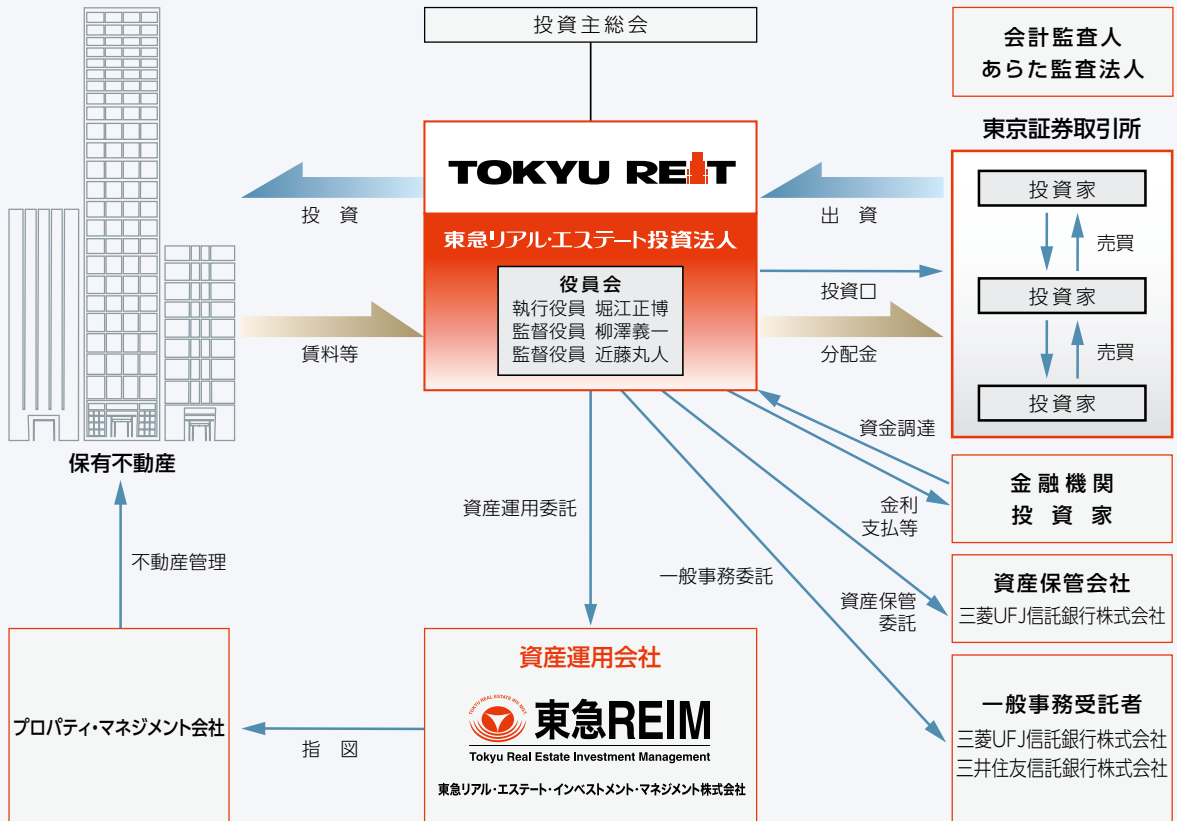 投資主総会
会計監査人
あらた監査法人
東京証券取引所
TOKYU REIT
投資
出資
投資家
売買
東急リアル・エステート投資法人
役員会
執行役員 堀江正博
監督役員 柳澤義一
監督役員 近藤丸人
投資口
投資家
賃料等
分配金
売買
投資家
保有不動産
資金調達
金融機関
投資家
金利
支払等
資産運用委託
不動産管理
一般事務委託
資産保管
委託
資産保管会社
三菱UFJ信託銀行株式会社
資産運用会社
TOKYU REAL ESTATE INV MGT
東急REIM
Tokyu Real Estate Investment Management
東急リアル・エステート・インベストメント・マネジメント株式会社
プロパティ・マネジメント会社
指図
一般事務受託者
三菱UFJ信託銀行株式会社
三井住友信託銀行株式会社